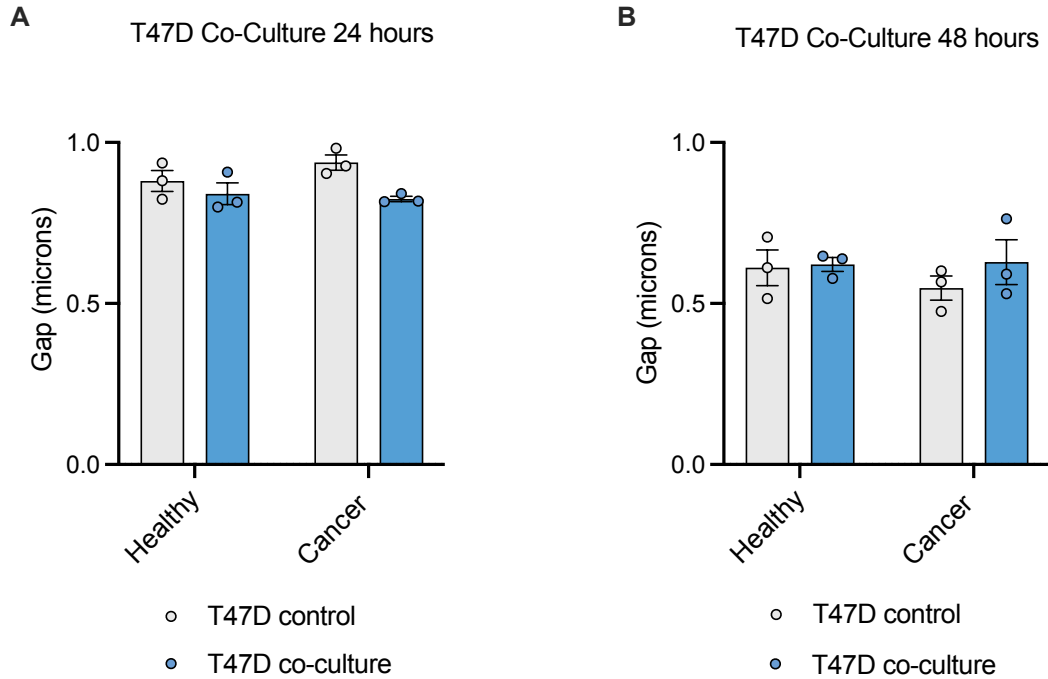 A
T47D Co-Culture 24 hours
Gap (microns)
1.0
0.5
0.0
Healthy
Cancer
T47D control
T47D co-culture
B
T47D Co-Culture 48 hours
Gap (microns)
1.0
0.5
0.0
Healthy
Cancer
T47D control
T47D co-culture